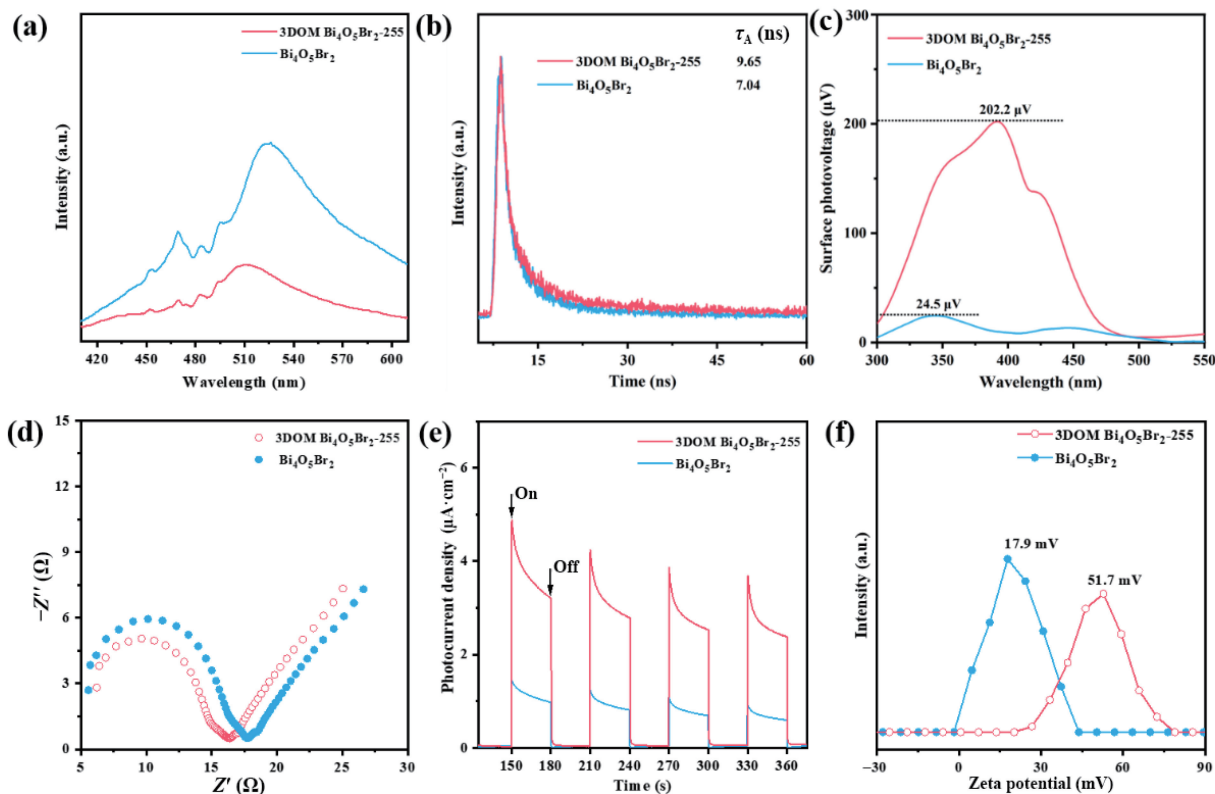 (a)
3DOM Bi₄O₅Br₂-255
Bi₄O₅Br₂
Intensity (a.u.)
420 450 480 510 540 570 600
Wavelength (nm)
(b)
τA (ns)
3DOM Bi₄O₅Br₂-255 9.65
Bi₄O₅Br₂ 7.04
Intensity (a.u.)
15 30 45 60
Time (ns)
(c)
3DOM Bi₄O₅Br₂-255
Bi₄O₅Br₂
202.2 μV
24.5 μV
Surface photovoltage (μV)
300
200
100
0
300 350 400 450 500 550
Wavelength (nm)
(d)
3DOM Bi₄O₅Br₂-255
Bi₄O₅Br₂
−Z′′ (Ω)
15
12
9
6
3
0
5 10 15 20 25 30
Z′ (Ω)
(e)
3DOM Bi₄O₅Br₂-255
Bi₄O₅Br₂
On
Off
Photocurrent density (μA·cm⁻²)
6
4
2
0
150 180 210 240 270 300 330 360
Time (s)
(f)
3DOM Bi₄O₅Br₂-255
Bi₄O₅Br₂
17.9 mV
51.7 mV
Intensity (a.u.)
−30 0 30 60 90
Zeta potential (mV)